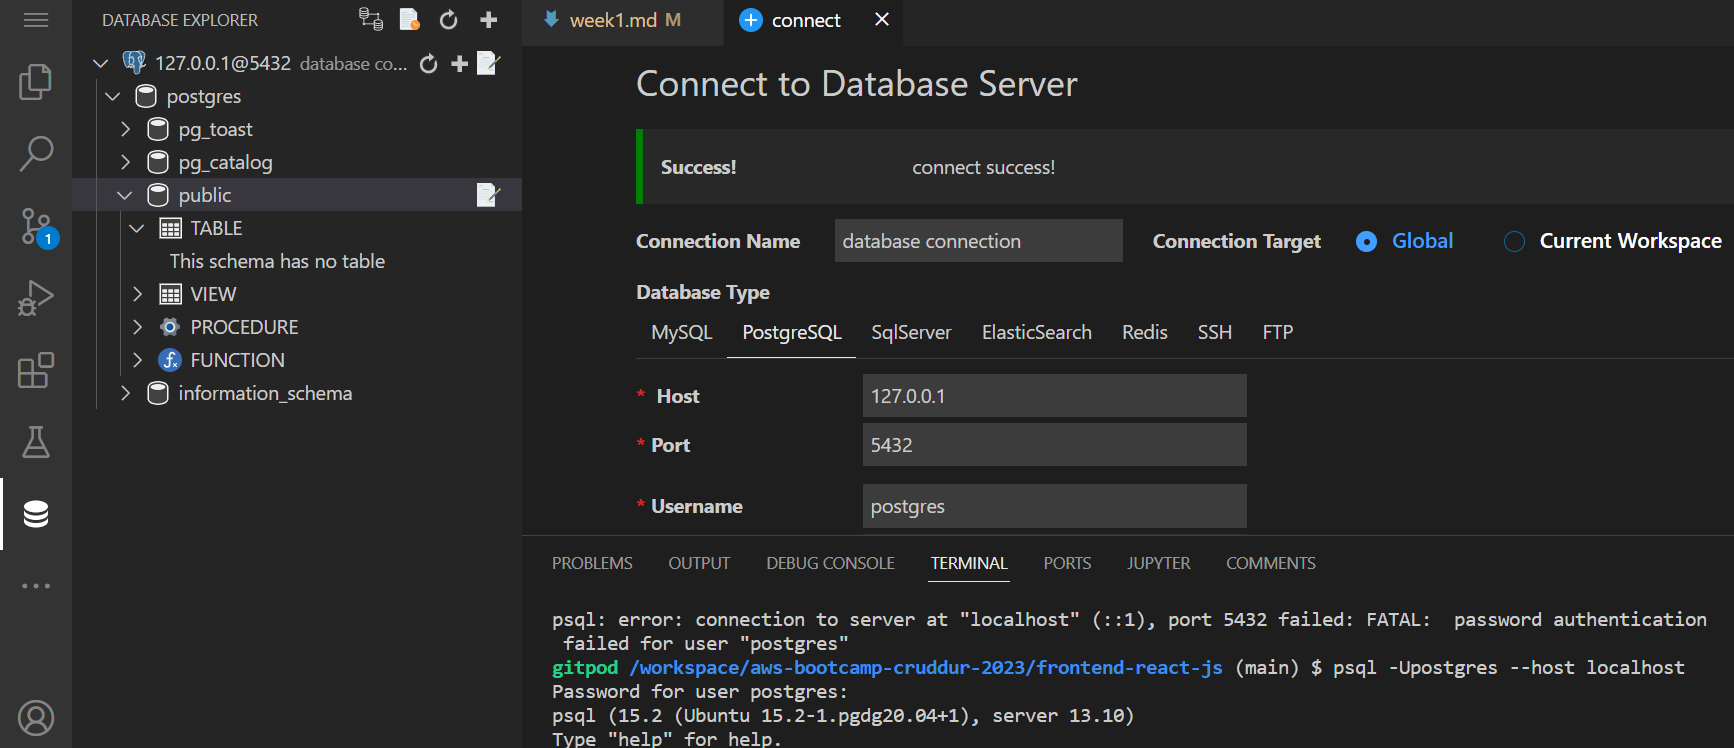 DATABASE EXPLORER
127.0.0.1@5432 database co...
postgres
pg_toast
pg_catalog
public
TABLE
This schema has no table
VIEW
PROCEDURE
FUNCTION
information_schema
1
week1.md M
connect
Connect to Database Server
Success! connect success!
Connection Name database connection Connection Target Global Current Workspace
Database Type
MySQL PostgreSQL SqlServer ElasticSearch Redis SSH FTP
* Host 127.0.0.1
* Port 5432
* Username postgres
PROBLEMS OUTPUT DEBUG CONSOLE TERMINAL PORTS JUPYTER COMMENTS
psql: error: connection to server at "localhost" (::1), port 5432 failed: FATAL:  password authentication
failed for user "postgres"
gitpod /workspace/aws-bootcamp-cruddur-2023/frontend-react-js (main) $ psql -Upostgres --host localhost
Password for user postgres:
psql (15.2 (Ubuntu 15.2-1.pgdg20.04+1), server 13.10)
Type "help" for help.